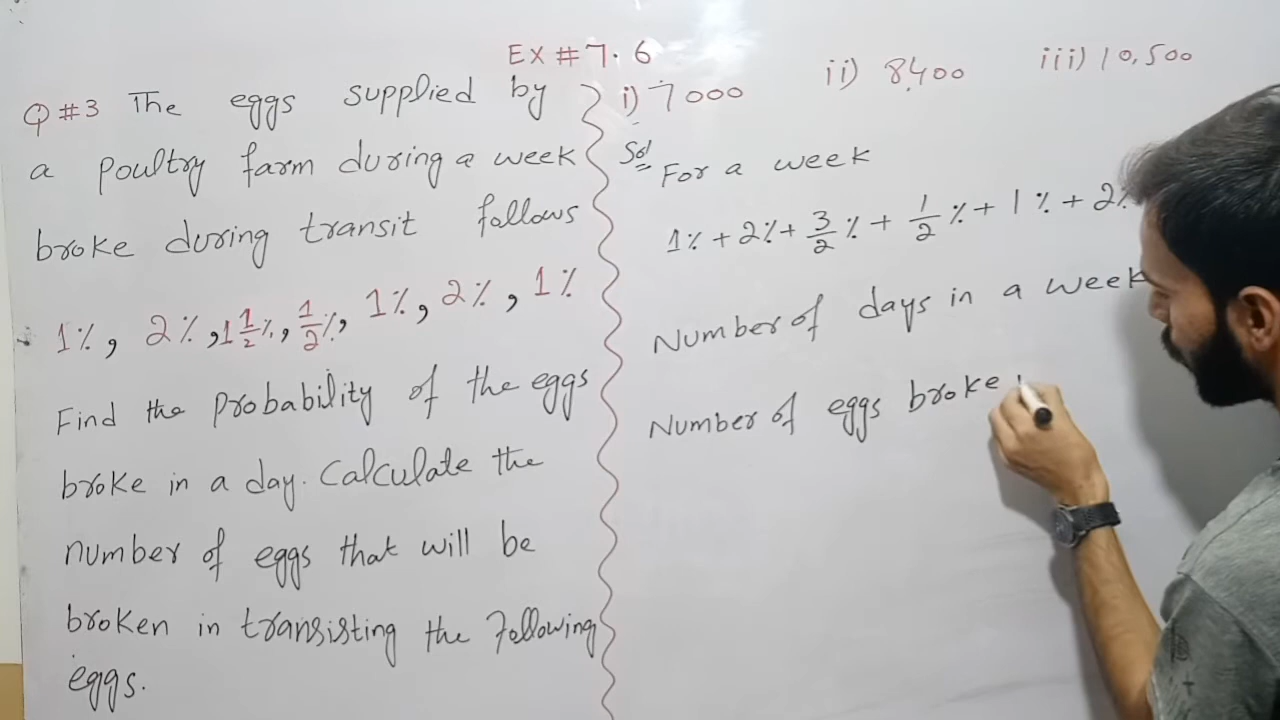 Ex # 7.6
Q #3 The eggs supplied by
a poultry farm during a week
broke during transit follows
1%, 2%, 1 1/2%, 1/2%, 1%, 2%, 1%
Find the probability of the eggs
broke in a day. Calculate the
number of eggs that will be
broken in transisting the following
eggs.
i) 7000 ii) 8,400 iii) 10,500
Sol
For a week
1% + 2% + 3/2 % + 1/2 % + 1% + 2%
Number of days in a week
Number of eggs broke